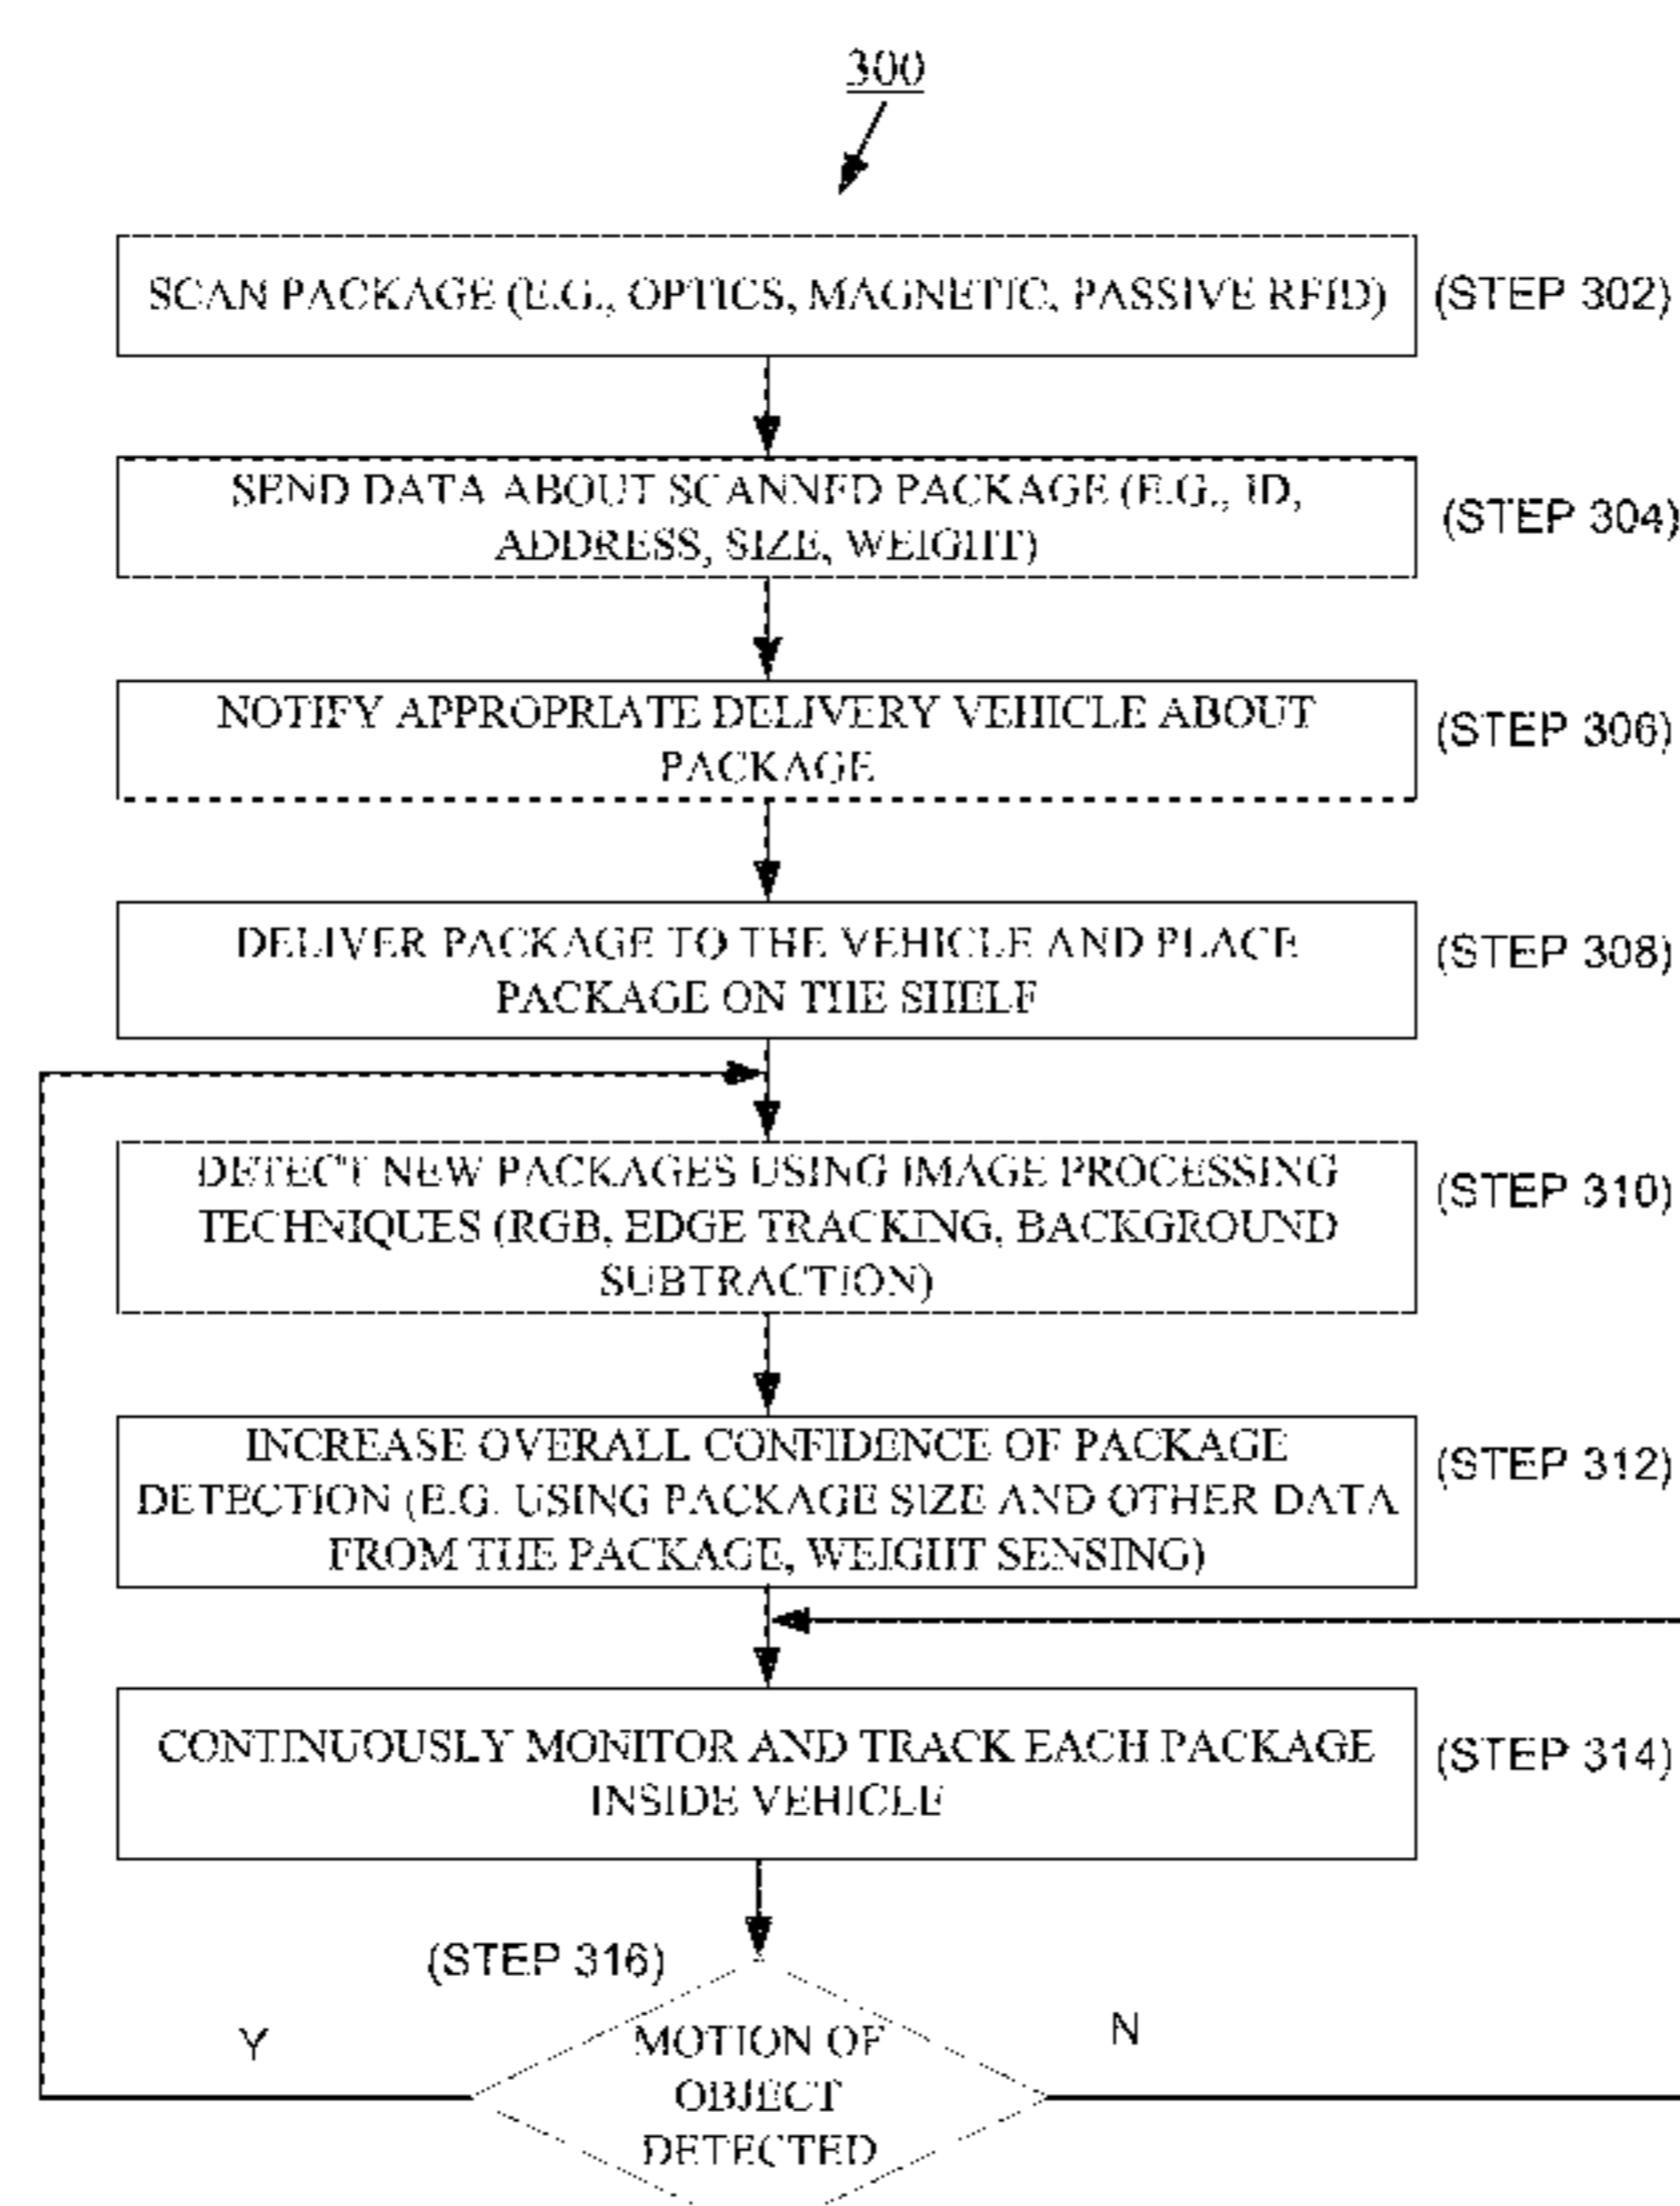 300
SCAN PACKAGE (E.G., OPTICS, MAGNETIC, PASSIVE RFID)
(STEP 302)
SEND DATA ABOUT SCANNED PACKAGE (E.G., ID,
ADDRESS, SIZE, WEIGHT)
(STEP 304)
NOTIFY APPROPRIATE DELIVERY VEHICLE ABOUT
PACKAGE
(STEP 306)
DELIVER PACKAGE TO THE VEHICLE AND PLACE
PACKAGE ON THE SHELF
(STEP 308)
DETECT NEW PACKAGES USING IMAGE PROCESSING
TECHNIQUES (RGB, EDGE TRACKING, BACKGROUND
SUBTRACTION)
(STEP 310)
INCREASE OVERALL CONFIDENCE OF PACKAGE
DETECTION (E.G. USING PACKAGE SIZE AND OTHER DATA
FROM THE PACKAGE, WEIGHT SENSING)
(STEP 312)
CONTINUOUSLY MONITOR AND TRACK EACH PACKAGE
INSIDE VEHICLE
(STEP 314)
(STEP 316)
Y
MOTION OF
OBJECT
DETECTED
N